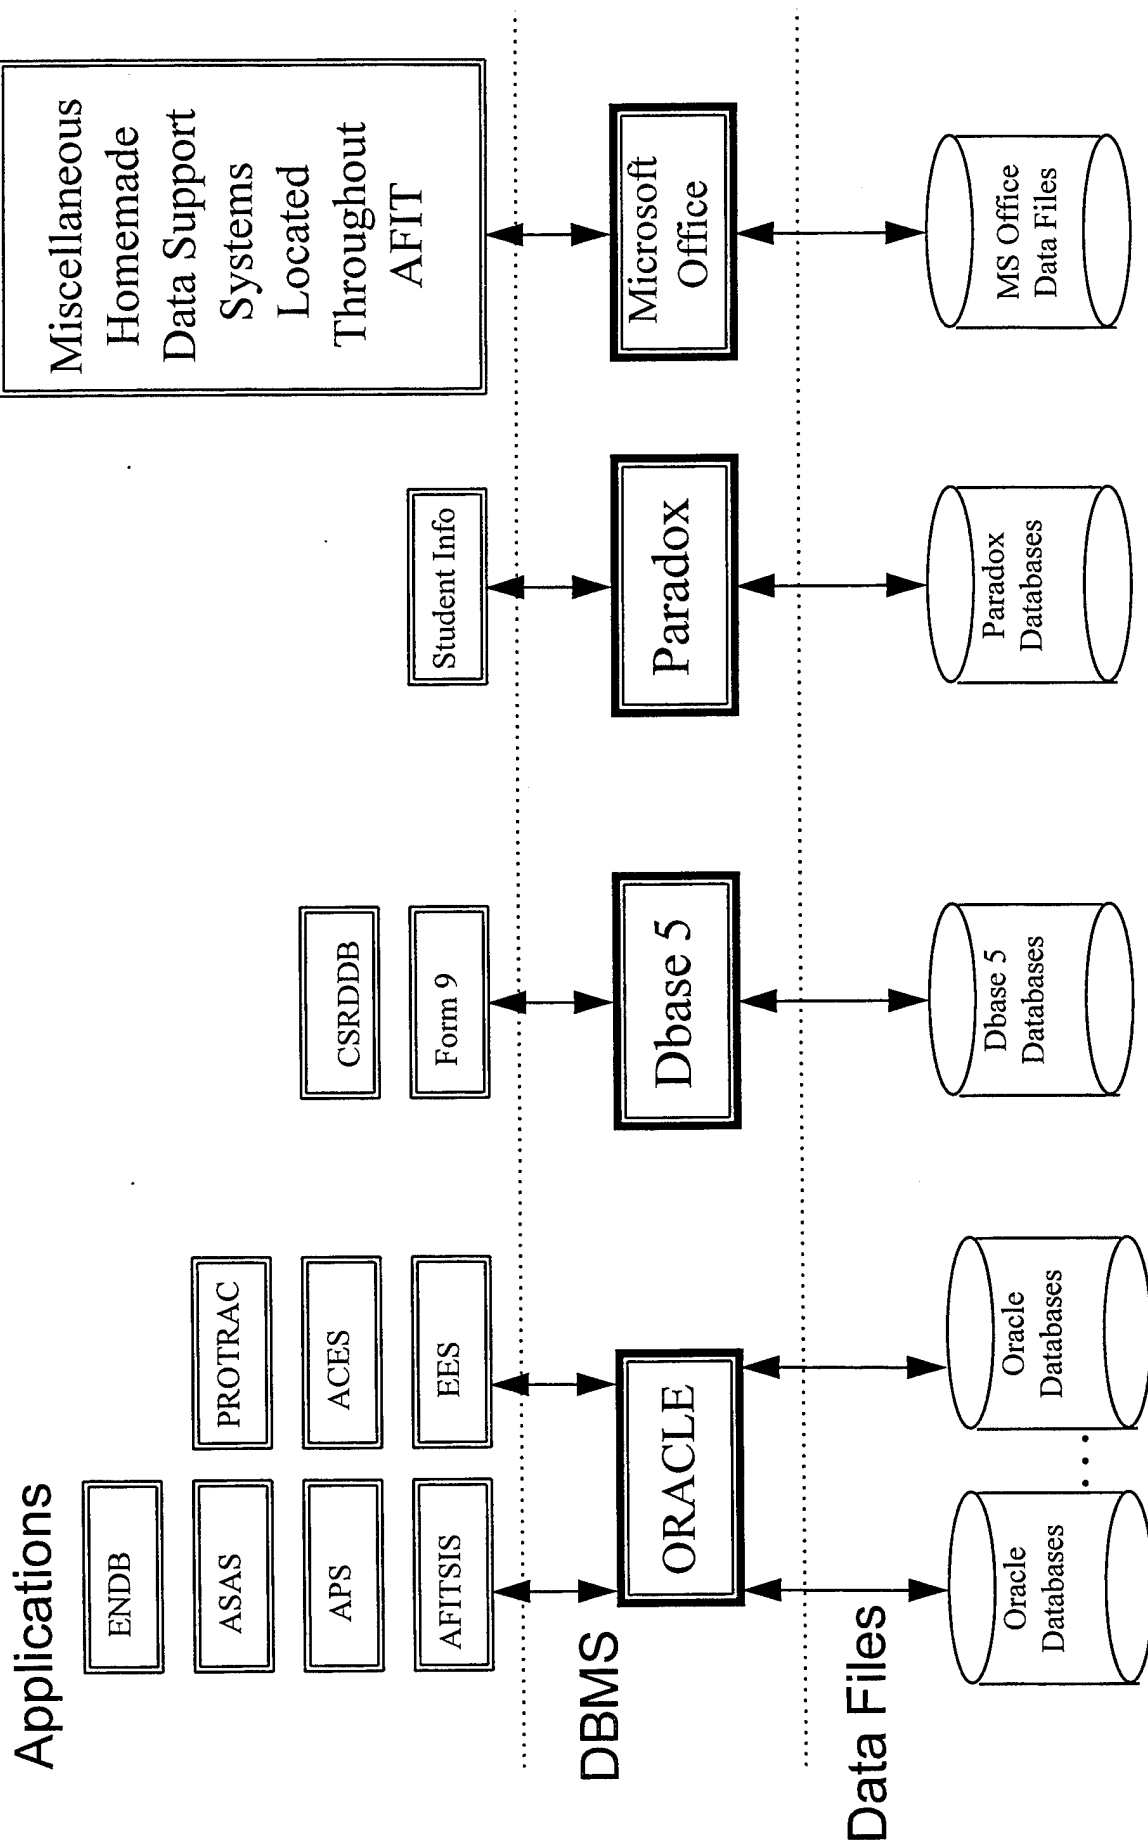 Applications
ENDB
ASAS
APS
AFITSIS
PROTRAC
ACES
EES
CSRDDB
Form 9
Student Info
Miscellaneous
Homemade
Data Support
Systems
Located
Throughout
AFIT
DBMS
ORACLE
Dbase 5
Paradox
Microsoft
Office
Data Files
Oracle
Databases
. . .
Oracle
Databases
Dbase 5
Databases
Paradox
Databases
MS Office
Data Files